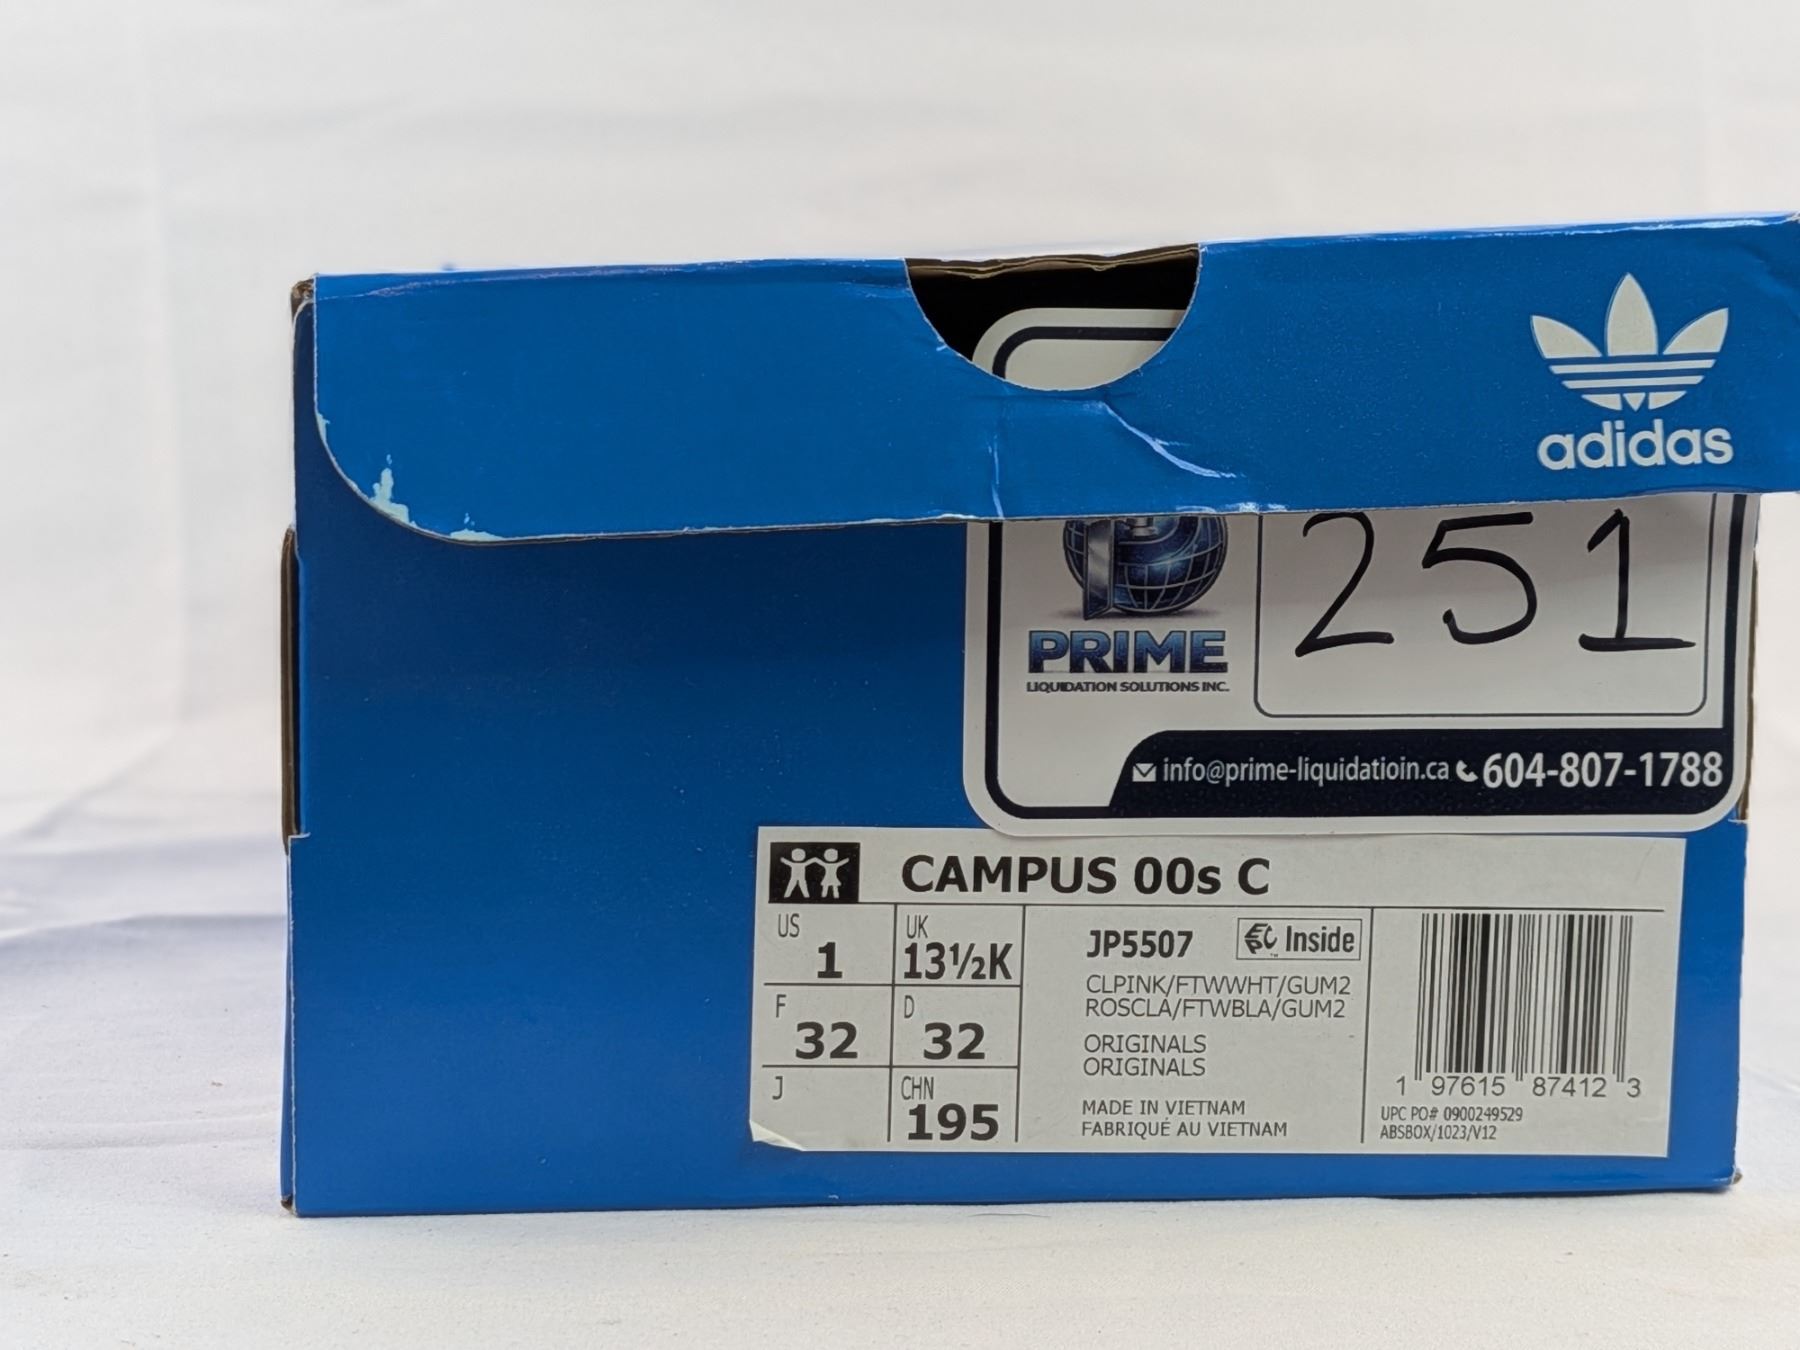 adidas
251
PRIME
LIQUIDATION SOLUTIONS INC.
info@prime-liquidatioin.ca 604-807-1788
CAMPUS 00s C
US 1
UK 13½K
F 32
D 32
J
CHN 195
JP5507
Inside
CLPINK/FTWWHT/GUM2
ROSCLA/FTWBLA/GUM2
ORIGINALS
ORIGINALS
MADE IN VIETNAM
FABRIQUÉ AU VIETNAM
1 97615 87412 3
UPC PO# 0900249529
ABSBOX/1023/V12